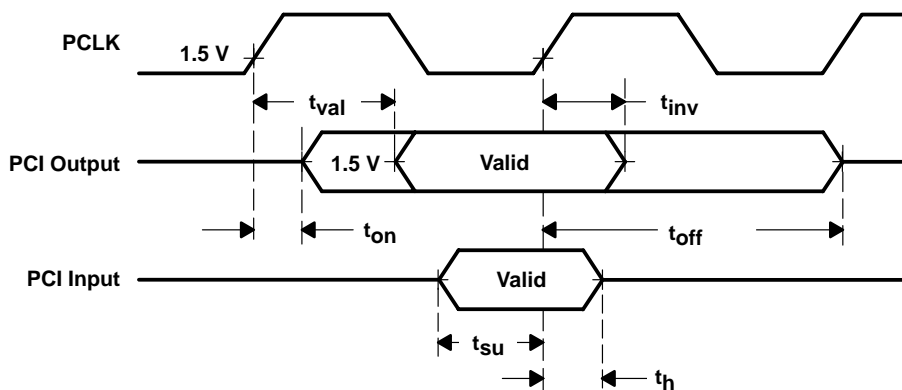 PCLK
1.5 V
tval
tinv
PCI Output
1.5 V
Valid
ton
toff
PCI Input
Valid
tsu
th